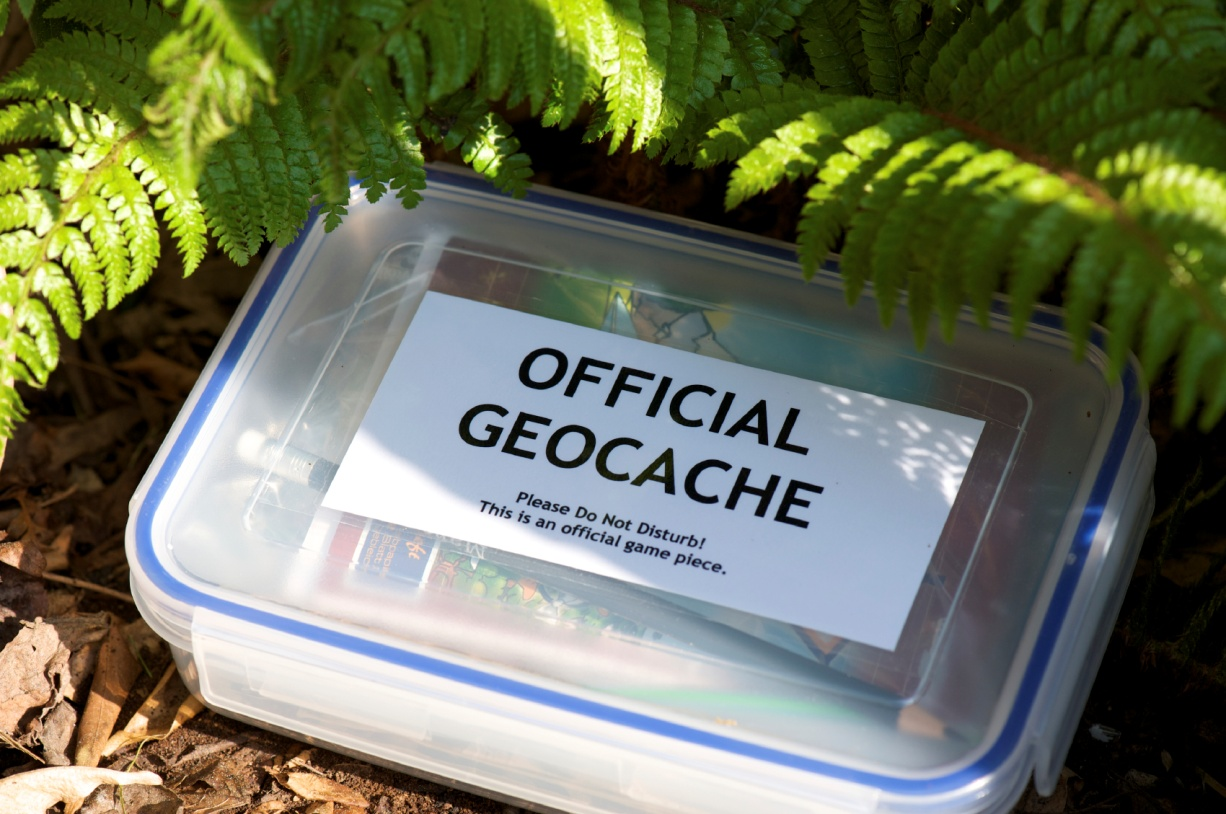 OFFICIAL
GEOCACHE
Please Do Not Disturb!
This is an official game piece.